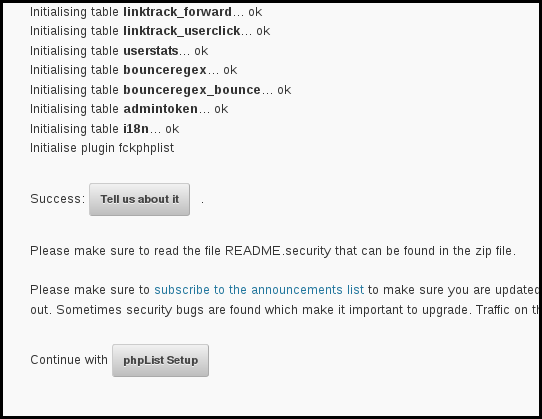 Initialising table linktrack_forward... ok
Initialising table linktrack_userclick... ok
Initialising table userstats... ok
Initialising table bounceregex... ok
Initialising table bounceregex_bounce... ok
Initialising table admintoken... ok
Initialising table i18n... ok
Initialise plugin fckphplist
Success: Tell us about it .
Please make sure to read the file README.security that can be found in the zip file.
Please make sure to subscribe to the announcements list to make sure you are updated
out. Sometimes security bugs are found which make it important to upgrade. Traffic on th
Continue with phpList Setup